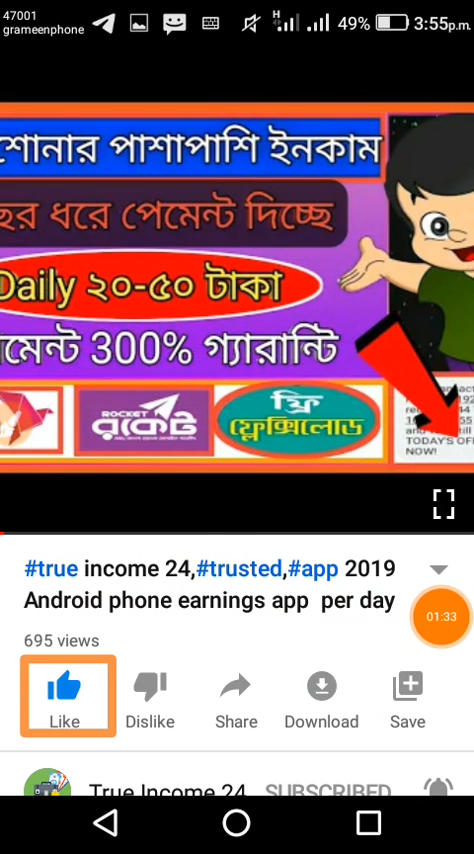 47001
grameenphone
H
49%
3:55p.m.
শোনার পাশাপাশি ইনকাম
ছর ধরে পেমেন্ট দিচ্ছে
Daily ২০-৫০ টাকা
মেন্ট 300% গ্যারান্টি
ROCKET
রকেট
ফ্রি
ফ্লেক্সিলোড
TODAY'S OF
NOW!
#true income 24,#trusted,#app 2019
Android phone earnings app per day
695 views
01:33
Like
Dislike
Share
Download
Save
True Income 24
SUBSCRIBED